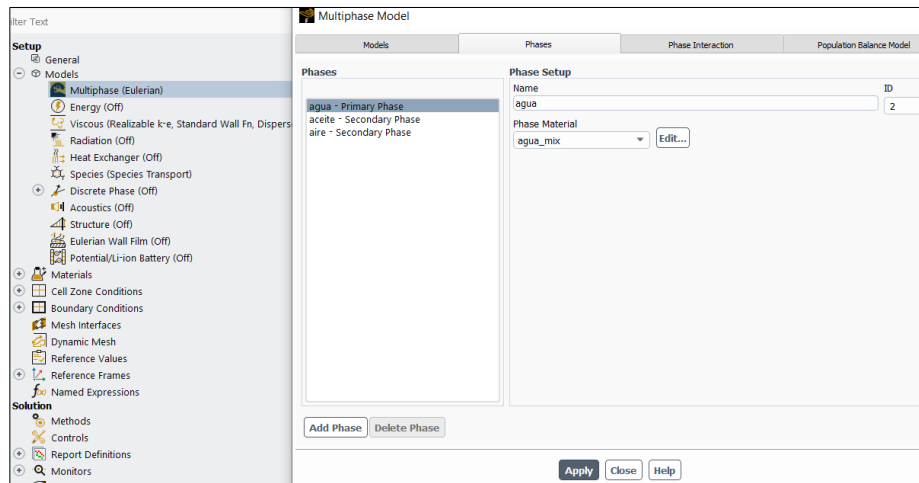 ilter Text
Setup
General
Models
Multiphase (Eulerian)
Energy (Off)
Viscous (Realizable k-e, Standard Wall Fn, Dispers
Radiation (Off)
Heat Exchanger (Off)
Species (Species Transport)
Discrete Phase (Off)
Acoustics (Off)
Structure (Off)
Eulerian Wall Film (Off)
Potential/Li-ion Battery (Off)
Materials
Cell Zone Conditions
Boundary Conditions
Mesh Interfaces
Dynamic Mesh
Reference Values
Reference Frames
f(x) Named Expressions
Solution
Methods
Controls
Report Definitions
Monitors
Multiphase Model
Models Phases Phase Interaction Population Balance Model
Phases
agua - Primary Phase
aceite - Secondary Phase
aire - Secondary Phase
Add Phase Delete Phase
Phase Setup
Name ID
agua 2
Phase Material
agua_mix Edit...
Apply Close Help